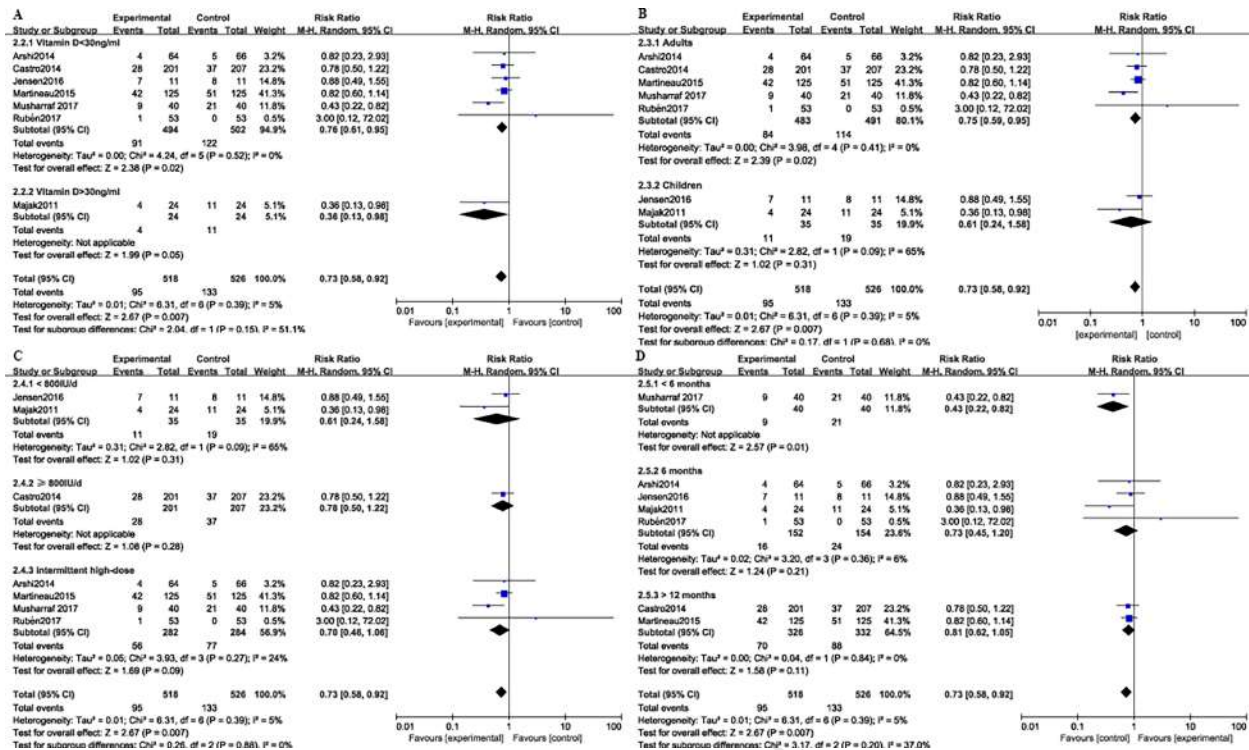 A
Experimental Control Risk Ratio Risk Ratio
Study or Subgroup Events Total Events Total Weight M-H. Random. 95% CI M-H. Random. 95% CI
2.2.1 Vitamin D<30ng/ml
Arshi2014 4 64 5 66 3.2% 0.82 [0.23, 2.93]
Castro2014 28 201 37 207 23.2% 0.78 [0.50, 1.22]
Jensen2016 7 11 8 11 14.8% 0.88 [0.49, 1.55]
Martineau2015 42 125 51 125 41.3% 0.82 [0.60, 1.14]
Musharraf 2017 9 40 21 40 11.8% 0.43 [0.22, 0.82]
Rubén2017 1 53 0 53 0.5% 3.00 [0.12, 72.02]
Subtotal (95% CI) 494 502 94.9% 0.76 [0.61, 0.95]
Total events 91 122
Heterogeneity: Tau² = 0.00; Chi² = 4.24, df = 5 (P = 0.52); I² = 0%
Test for overall effect: Z = 2.38 (P = 0.02)
2.2.2 Vitamin D>30ng/ml
Majak2011 4 24 11 24 5.1% 0.36 [0.13, 0.98]
Subtotal (95% CI) 24 24 5.1% 0.36 [0.13, 0.98]
Total events 4 11
Heterogeneity: Not applicable
Test for overall effect: Z = 1.99 (P = 0.05)
Total (95% CI) 518 526 100.0% 0.73 [0.58, 0.92]
Total events 95 133
Heterogeneity: Tau² = 0.01; Chi² = 6.31, df = 6 (P = 0.39); I² = 5%
Test for overall effect: Z = 2.67 (P = 0.007)
Test for subgroup differences: Chi² = 2.04, df = 1 (P = 0.15), I² = 51.1%
0.01 0.1 1 10 100
Favours [experimental] Favours [control]
B
Experimental Control Risk Ratio Risk Ratio
Study or Subgroup Events Total Events Total Weight M-H. Random. 95% CI M-H. Random. 95% CI
2.3.1 Adults
Arshi2014 4 64 5 66 3.2% 0.82 [0.23, 2.93]
Castro2014 28 201 37 207 23.2% 0.78 [0.50, 1.22]
Martineau2015 42 125 51 125 41.3% 0.82 [0.60, 1.14]
Musharraf 2017 9 40 21 40 11.8% 0.43 [0.22, 0.82]
Rubén2017 1 53 0 53 0.5% 3.00 [0.12, 72.02]
Subtotal (95% CI) 483 491 80.1% 0.75 [0.59, 0.95]
Total events 84 114
Heterogeneity: Tau² = 0.00; Chi² = 3.98, df = 4 (P = 0.41); I² = 0%
Test for overall effect: Z = 2.39 (P = 0.02)
2.3.2 Children
Jensen2016 7 11 8 11 14.8% 0.88 [0.49, 1.55]
Majak2011 4 24 11 24 5.1% 0.36 [0.13, 0.98]
Subtotal (95% CI) 35 35 19.9% 0.61 [0.24, 1.58]
Total events 11 19
Heterogeneity: Tau² = 0.31; Chi² = 2.82, df = 1 (P = 0.09); I² = 65%
Test for overall effect: Z = 1.02 (P = 0.31)
Total (95% CI) 518 526 100.0% 0.73 [0.58, 0.92]
Total events 95 133
Heterogeneity: Tau² = 0.01; Chi² = 6.31, df = 6 (P = 0.39); I² = 5%
Test for overall effect: Z = 2.67 (P = 0.007)
Test for subgroup differences: Chi² = 0.17, df = 1 (P = 0.68), I² = 0%
0.01 0.1 1 10 100
[experimental] [control]
C
Experimental Control Risk Ratio Risk Ratio
Study or Subgroup Events Total Events Total Weight M-H. Random. 95% CI M-H. Random. 95% CI
2.4.1 < 800IU/d
Jensen2016 7 11 8 11 14.8% 0.88 [0.49, 1.55]
Majak2011 4 24 11 24 5.1% 0.36 [0.13, 0.98]
Subtotal (95% CI) 35 35 19.9% 0.61 [0.24, 1.58]
Total events 11 19
Heterogeneity: Tau² = 0.31; Chi² = 2.82, df = 1 (P = 0.09); I² = 65%
Test for overall effect: Z = 1.02 (P = 0.31)
2.4.2 ≥ 800IU/d
Castro2014 28 201 37 207 23.2% 0.78 [0.50, 1.22]
Subtotal (95% CI) 201 207 23.2% 0.78 [0.50, 1.22]
Total events 28 37
Heterogeneity: Not applicable
Test for overall effect: Z = 1.08 (P = 0.28)
2.4.3 Intermittent high-dose
Arshi2014 4 64 5 66 3.2% 0.82 [0.23, 2.93]
Martineau2015 42 125 51 125 41.3% 0.82 [0.60, 1.14]
Musharraf 2017 9 40 21 40 11.8% 0.43 [0.22, 0.82]
Rubén2017 1 53 0 53 0.5% 3.00 [0.12, 72.02]
Subtotal (95% CI) 282 284 56.9% 0.70 [0.46, 1.06]
Total events 56 77
Heterogeneity: Tau² = 0.05; Chi² = 3.93, df = 3 (P = 0.27); I² = 24%
Test for overall effect: Z = 1.69 (P = 0.09)
Total (95% CI) 518 526 100.0% 0.73 [0.58, 0.92]
Total events 95 133
Heterogeneity: Tau² = 0.01; Chi² = 6.31, df = 6 (P = 0.39); I² = 5%
Test for overall effect: Z = 2.67 (P = 0.007)
Test for subgroup differences: Chi² = 0.26, df = 2 (P = 0.88), I² = 0%
0.01 0.1 1 10 100
Favours [experimental] Favours [control]
D
Experimental Control Risk Ratio Risk Ratio
Study or Subgroup Events Total Events Total Weight M-H. Random. 95% CI M-H. Random. 95% CI
2.5.1 < 6 months
Musharraf 2017 9 40 21 40 11.8% 0.43 [0.22, 0.82]
Subtotal (95% CI) 40 40 11.8% 0.43 [0.22, 0.82]
Total events 9 21
Heterogeneity: Not applicable
Test for overall effect: Z = 2.57 (P = 0.01)
2.5.2 6 months
Arshi2014 4 64 5 66 3.2% 0.82 [0.23, 2.93]
Jensen2016 7 11 8 11 14.8% 0.88 [0.49, 1.55]
Majak2011 4 24 11 24 5.1% 0.36 [0.13, 0.98]
Rubén2017 1 53 0 53 0.5% 3.00 [0.12, 72.02]
Subtotal (95% CI) 152 154 23.6% 0.73 [0.45, 1.20]
Total events 16 24
Heterogeneity: Tau² = 0.02; Chi² = 3.20, df = 3 (P = 0.36); I² = 6%
Test for overall effect: Z = 1.24 (P = 0.21)
2.5.3 > 12 months
Castro2014 28 201 37 207 23.2% 0.78 [0.50, 1.22]
Martineau2015 42 125 51 125 41.3% 0.82 [0.60, 1.14]
Subtotal (95% CI) 326 332 64.5% 0.81 [0.62, 1.05]
Total events 70 88
Heterogeneity: Tau² = 0.00; Chi² = 0.04, df = 1 (P = 0.84); I² = 0%
Test for overall effect: Z = 1.58 (P = 0.11)
Total (95% CI) 518 526 100.0% 0.73 [0.58, 0.92]
Total events 95 133
Heterogeneity: Tau² = 0.01; Chi² = 6.31, df = 6 (P = 0.39); I² = 5%
Test for overall effect: Z = 2.67 (P = 0.007)
Test for subgroup differences: Chi² = 3.17, df = 2 (P = 0.20), I² = 37.0%
0.01 0.1 1 10 100
Favours [experimental] Favours [control]